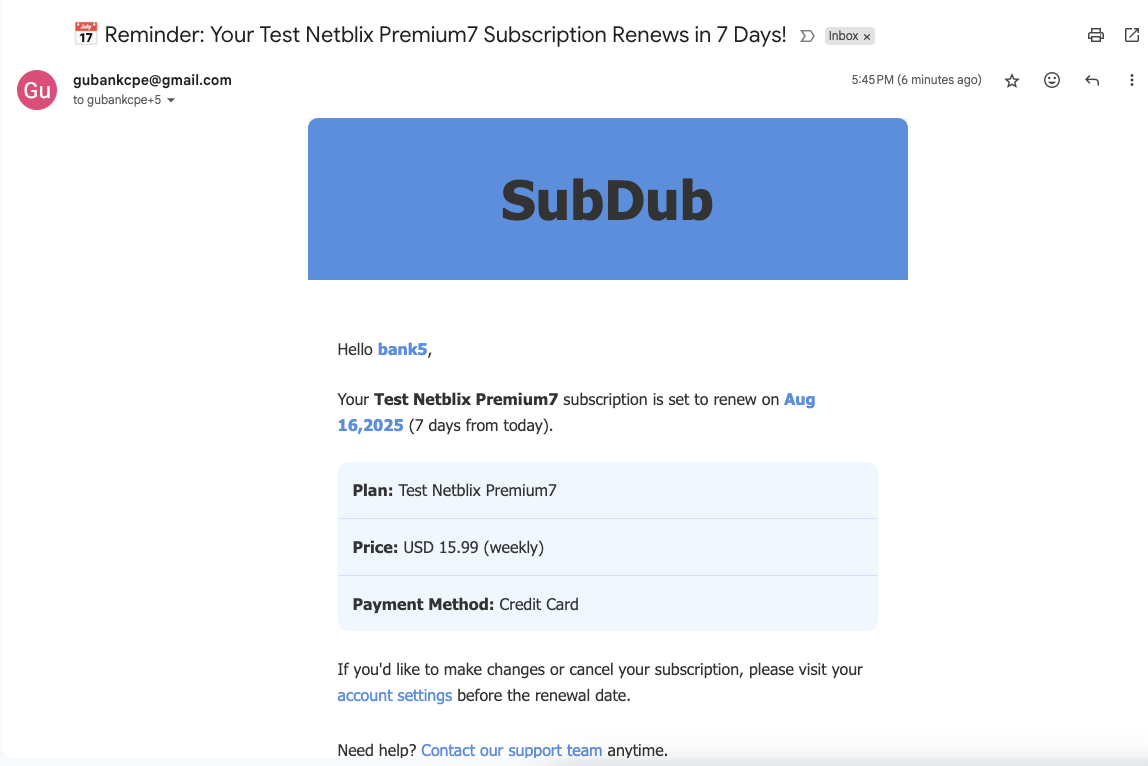 📅 Reminder: Your Test Netblix Premium7 Subscription Renews in 7 Days! Inbox ×
Gu
gubankcpe@gmail.com
5:45 PM (6 minutes ago)
to gubankcpe+5
SubDub
Hello bank5,
Your Test Netblix Premium7 subscription is set to renew on Aug
16,2025 (7 days from today).
Plan: Test Netblix Premium7
Price: USD 15.99 (weekly)
Payment Method: Credit Card
If you'd like to make changes or cancel your subscription, please visit your
account settings before the renewal date.
Need help? Contact our support team anytime.